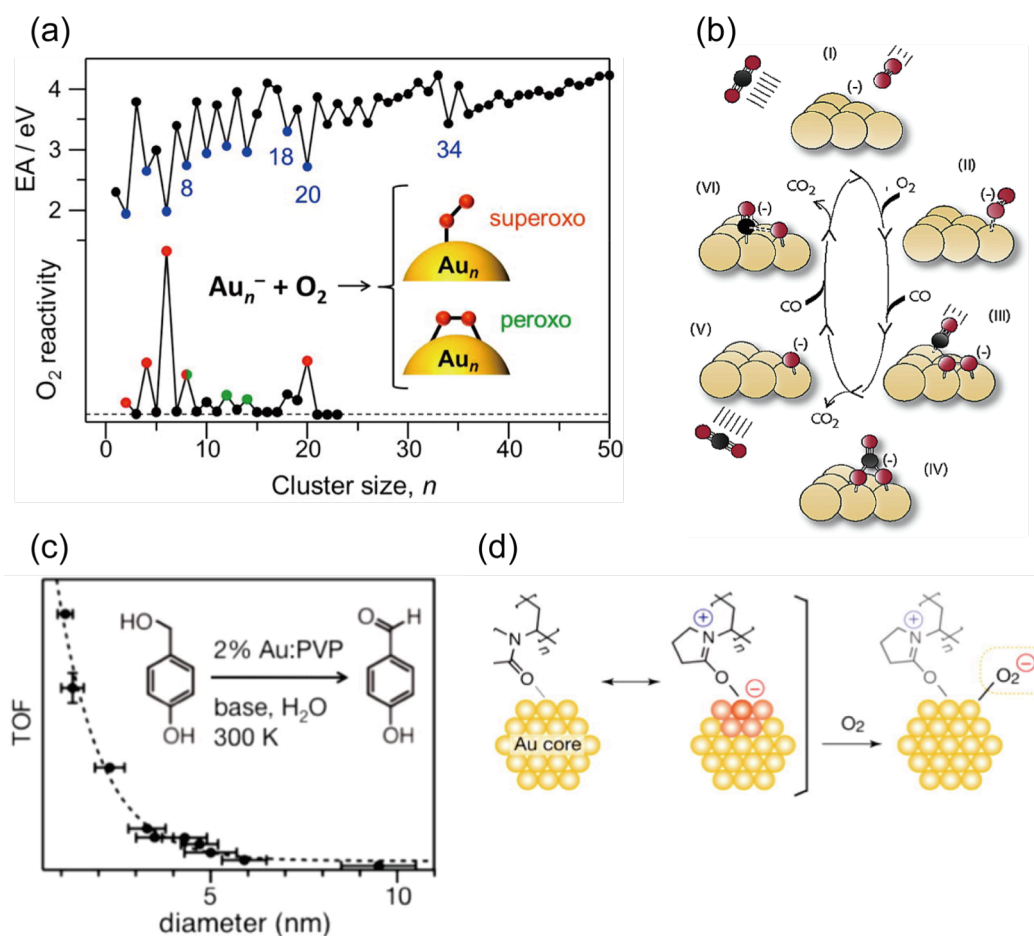 (a)
EA / eV
4
3
2
8
18
20
34
O₂ reactivity
Auₙ⁻ + O₂
superoxo
Auₙ
peroxo
Auₙ
0
10
20
30
40
50
Cluster size, n
(b)
(I)
(-)
(II)
(-)
O₂
CO₂
(VI)
(-)
CO
CO
(III)
(-)
(V)
(-)
CO₂
(-)
(IV)
(c)
TOF
HO
OH
2% Au:PVP
base, H₂O
300 K
O
H
OH
5
10
diameter (nm)
(d)
n
N
O
Au core
+
n
N
O
−
O₂
+
n
N
O
O₂⁻